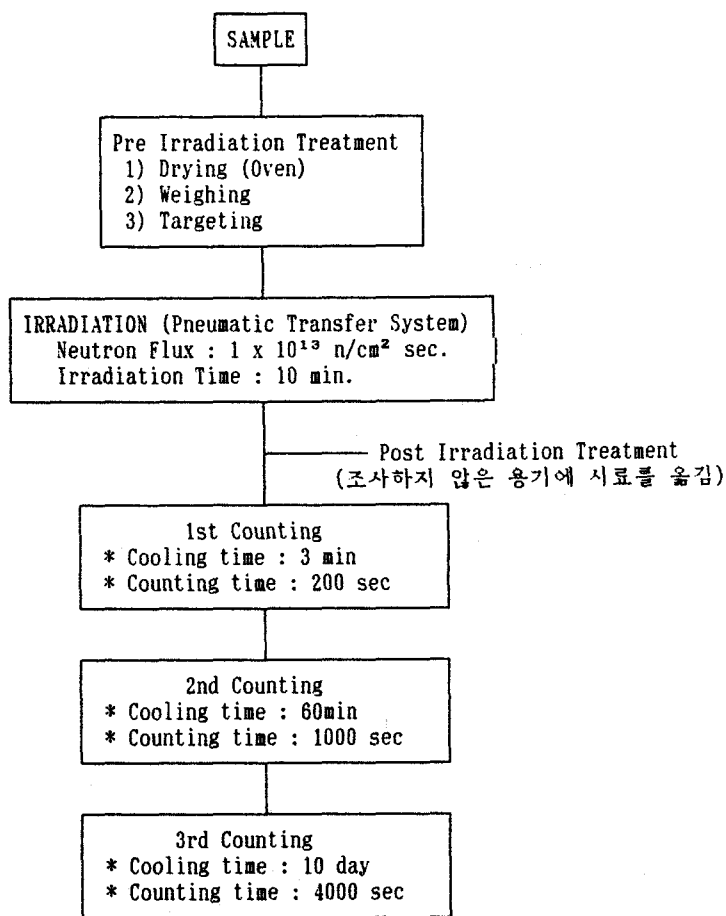 SAMPLE
Pre Irradiation Treatment
1) Drying (Oven)
2) Weighing
3) Targeting
IRRADIATION (Pneumatic Transfer System)
Neutron Flux : 1 x 10¹³ n/cm² sec.
Irradiation Time : 10 min.
Post Irradiation Treatment
(조사하지 않은 용기에 시료를 옮김)
1st Counting
* Cooling time : 3 min
* Counting time : 200 sec
2nd Counting
* Cooling time : 60min
* Counting time : 1000 sec
3rd Counting
* Cooling time : 10 day
* Counting time : 4000 sec